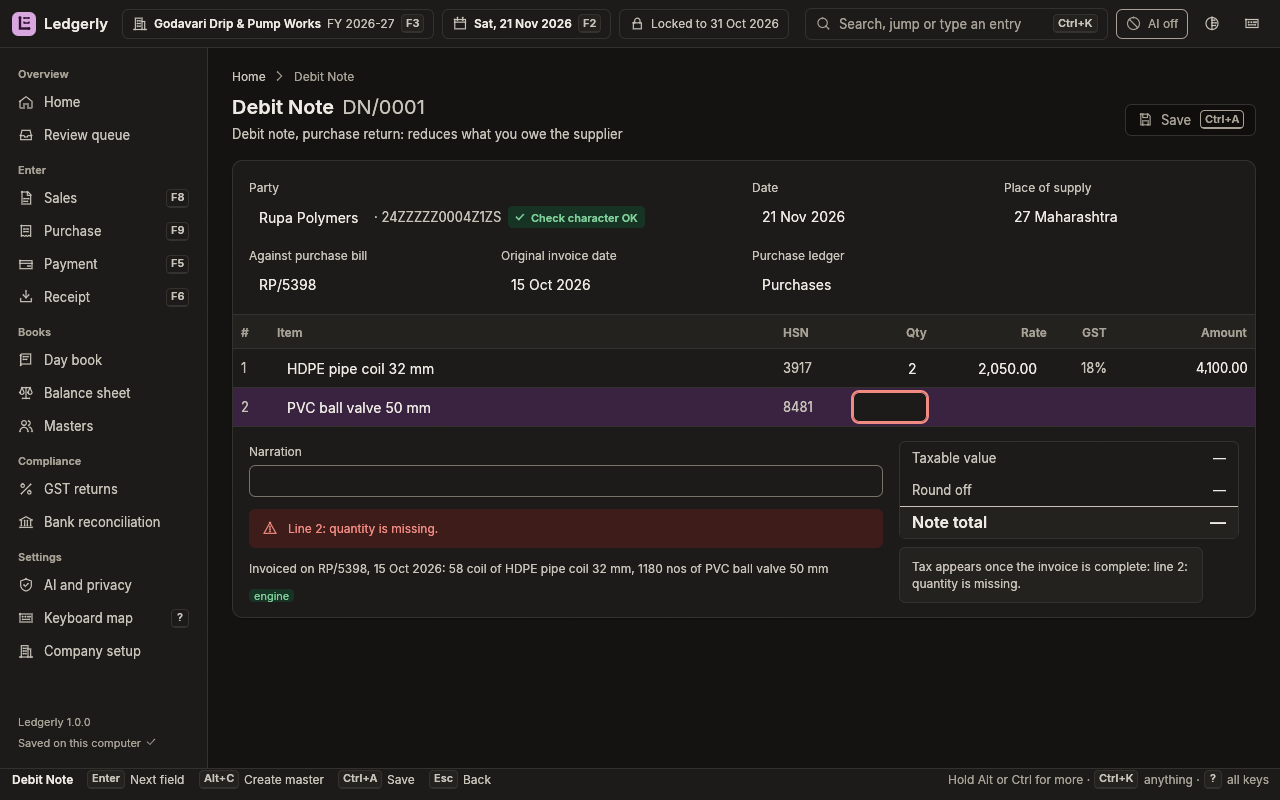 Ledgerly
Godavari Drip & Pump Works FY 2026-27 F3
Sat, 21 Nov 2026 F2
Locked to 31 Oct 2026
Search, jump or type an entry Ctrl+K
AI off
Overview
Home
Review queue
Enter
Sales F8
Purchase F9
Payment F5
Receipt F6
Books
Day book
Balance sheet
Masters
Compliance
GST returns
Bank reconciliation
Settings
AI and privacy
Keyboard map ?
Company setup
Ledgerly 1.0.0
Saved on this computer
Home Debit Note
Debit Note DN/0001
Debit note, purchase return: reduces what you owe the supplier
Save Ctrl+A
Party Date Place of supply
Rupa Polymers · 24ZZZZZ0004Z1ZS Check character OK 21 Nov 2026 27 Maharashtra
Against purchase bill Original invoice date Purchase ledger
RP/5398 15 Oct 2026 Purchases
# Item HSN Qty Rate GST Amount
1 HDPE pipe coil 32 mm 3917 2 2,050.00 18% 4,100.00
2 PVC ball valve 50 mm 8481
Narration
Line 2: quantity is missing.
Invoiced on RP/5398, 15 Oct 2026: 58 coil of HDPE pipe coil 32 mm, 1180 nos of PVC ball valve 50 mm
engine
Taxable value —
Round off —
Note total —
Tax appears once the invoice is complete: line 2:
quantity is missing.
Debit Note Enter Next field Alt+C Create master Ctrl+A Save Esc Back
Hold Alt or Ctrl for more · Ctrl+K anything · ? all keys